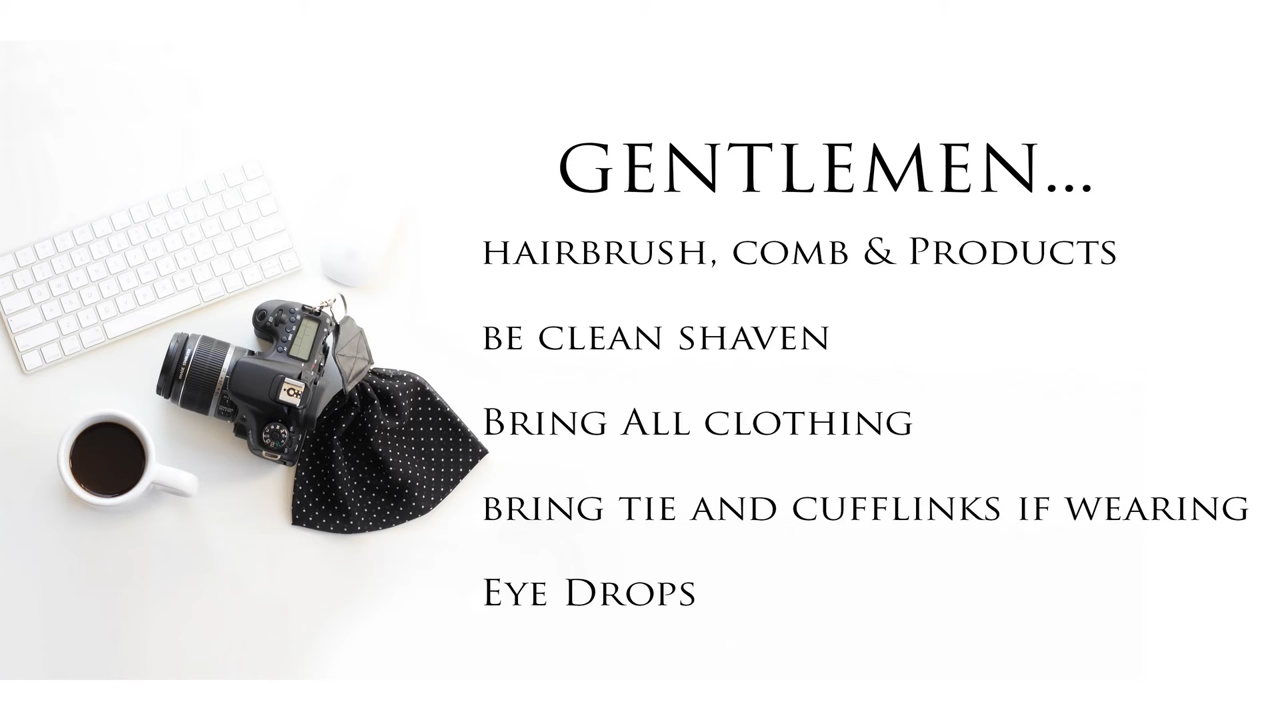 GENTLEMEN...
HAIRBRUSH, COMB & PRODUCTS
BE CLEAN SHAVEN
BRING ALL CLOTHING
BRING TIE AND CUFFLINKS IF WEARING
EYE DROPS